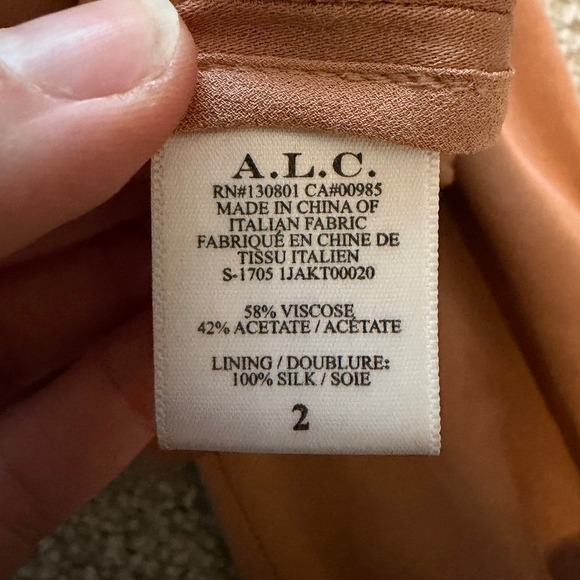 A.L.C.
RN#130801 CA#00985
MADE IN CHINA OF
ITALIAN FABRIC
FABRIQUÉ EN CHINE DE
TISSU ITALIEN
S-1705 1JAKT00020
58% VISCOSE
42% ACETATE / ACÉTATE
LINING / DOUBLURE:
100% SILK / SOIE
2